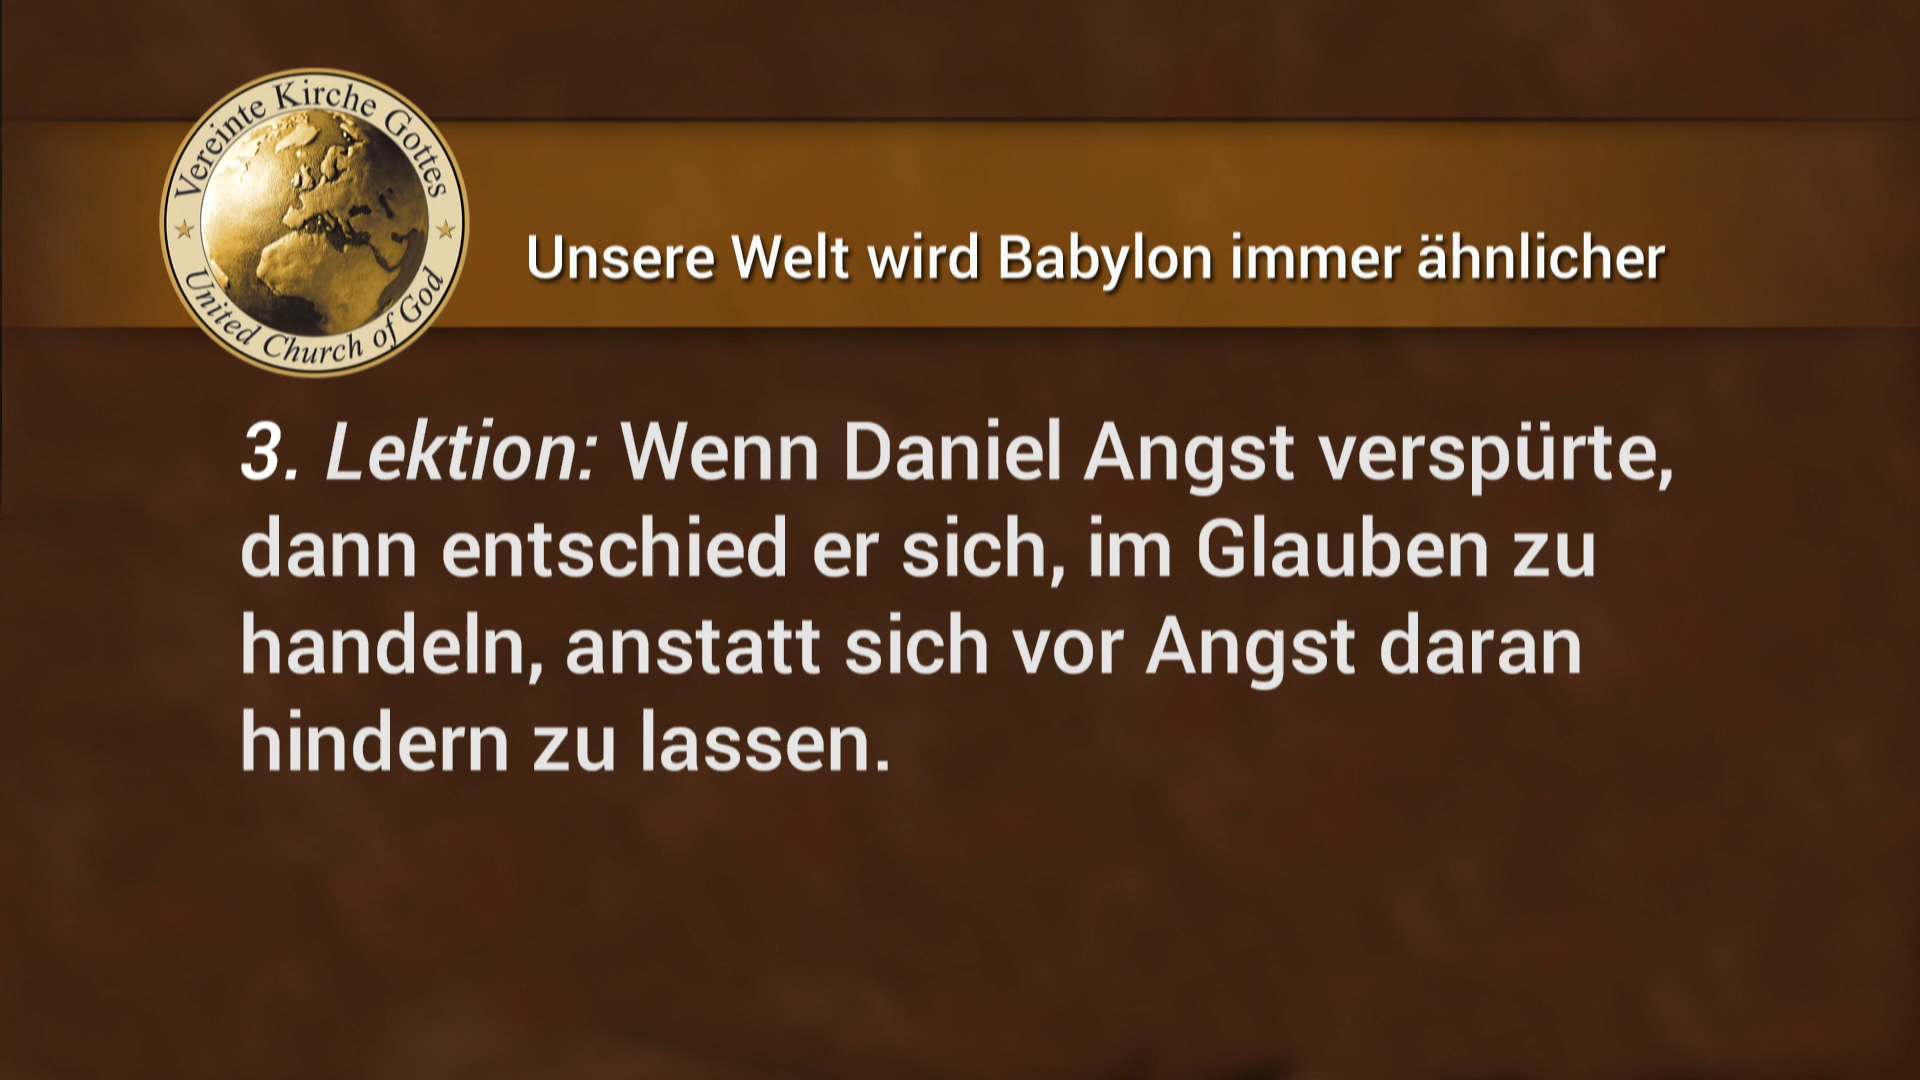 Vereinte Kirche Gottes
United Church of God
Unsere Welt wird Babylon immer ähnlicher
3. Lektion: Wenn Daniel Angst verspürte,
dann entschied er sich, im Glauben zu
handeln, anstatt sich vor Angst daran
hindern zu lassen.